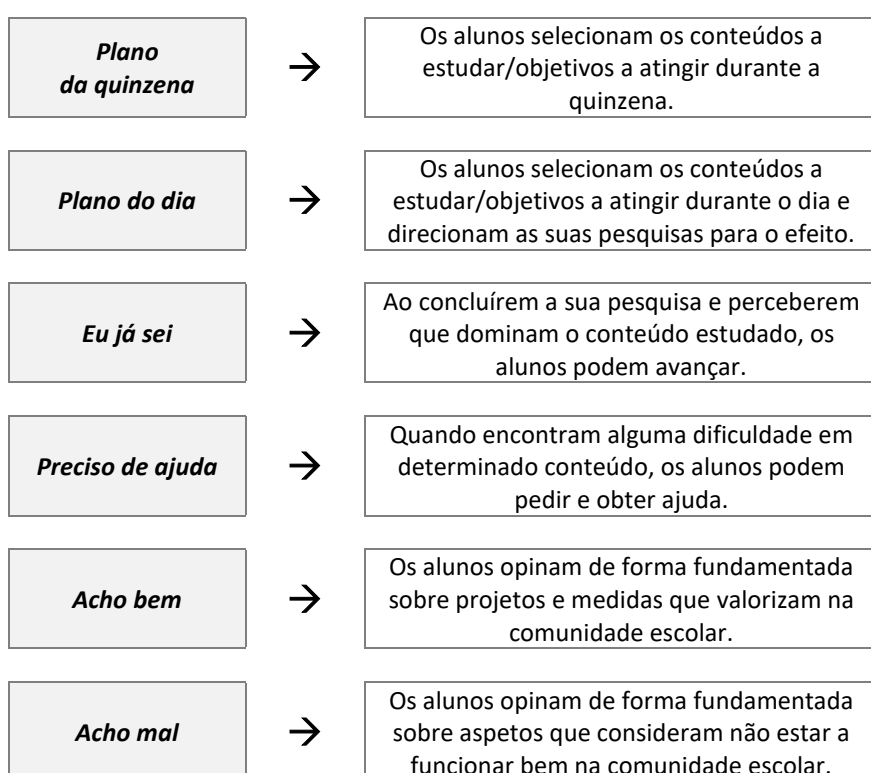 Plano
da quinzena
→
Os alunos selecionam os conteúdos a
estudar/objetivos a atingir durante a
quinzena.
Plano do dia
→
Os alunos selecionam os conteúdos a
estudar/objetivos a atingir durante o dia e
direcionam as suas pesquisas para o efeito.
Eu já sei
→
Ao concluírem a sua pesquisa e perceberem
que dominam o conteúdo estudado, os
alunos podem avançar.
Preciso de ajuda
→
Quando encontram alguma dificuldade em
determinado conteúdo, os alunos podem
pedir e obter ajuda.
Acho bem
→
Os alunos opinam de forma fundamentada
sobre projetos e medidas que valorizam na
comunidade escolar.
Acho mal
→
Os alunos opinam de forma fundamentada
sobre aspetos que consideram não estar a
funcionar bem na comunidade escolar.